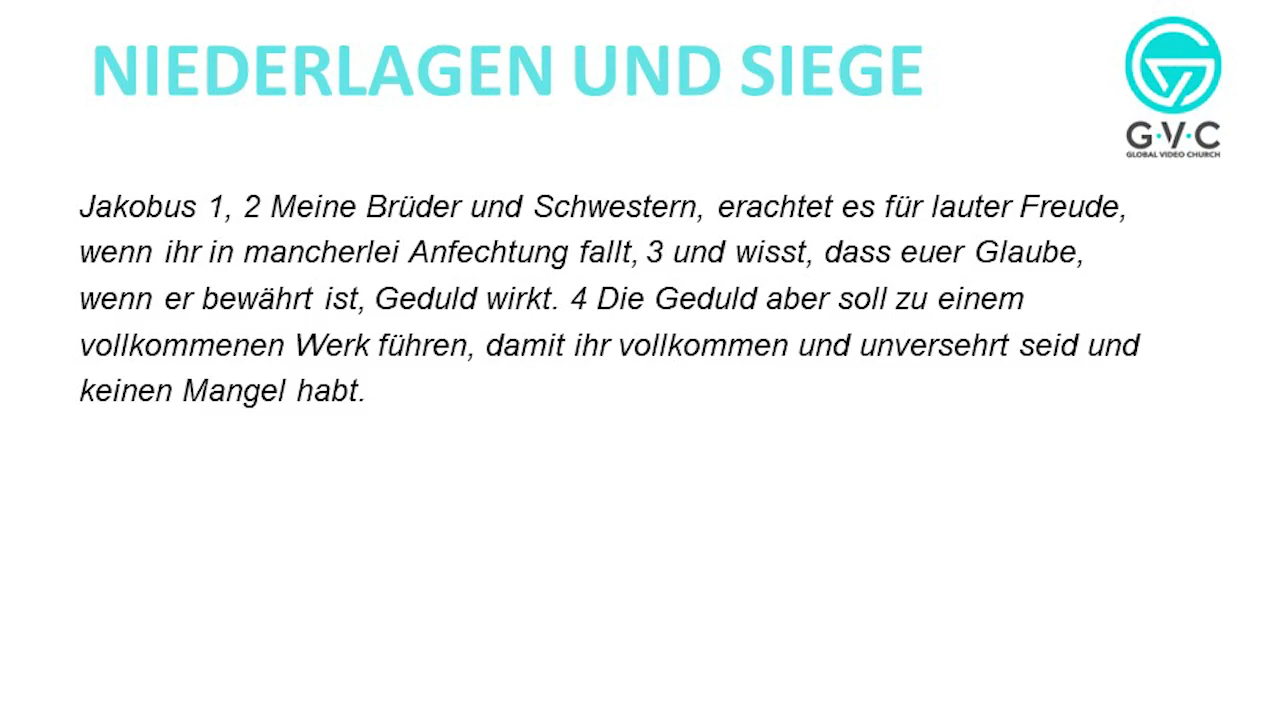 NIEDERLAGEN UND SIEGE
G·V·C
GLOBAL VIDEO CHURCH
Jakobus 1, 2 Meine Brüder und Schwestern, erachtet es für lauter Freude,
wenn ihr in mancherlei Anfechtung fallt, 3 und wisst, dass euer Glaube,
wenn er bewährt ist, Geduld wirkt. 4 Die Geduld aber soll zu einem
vollkommenen Werk führen, damit ihr vollkommen und unversehrt seid und
keinen Mangel habt.